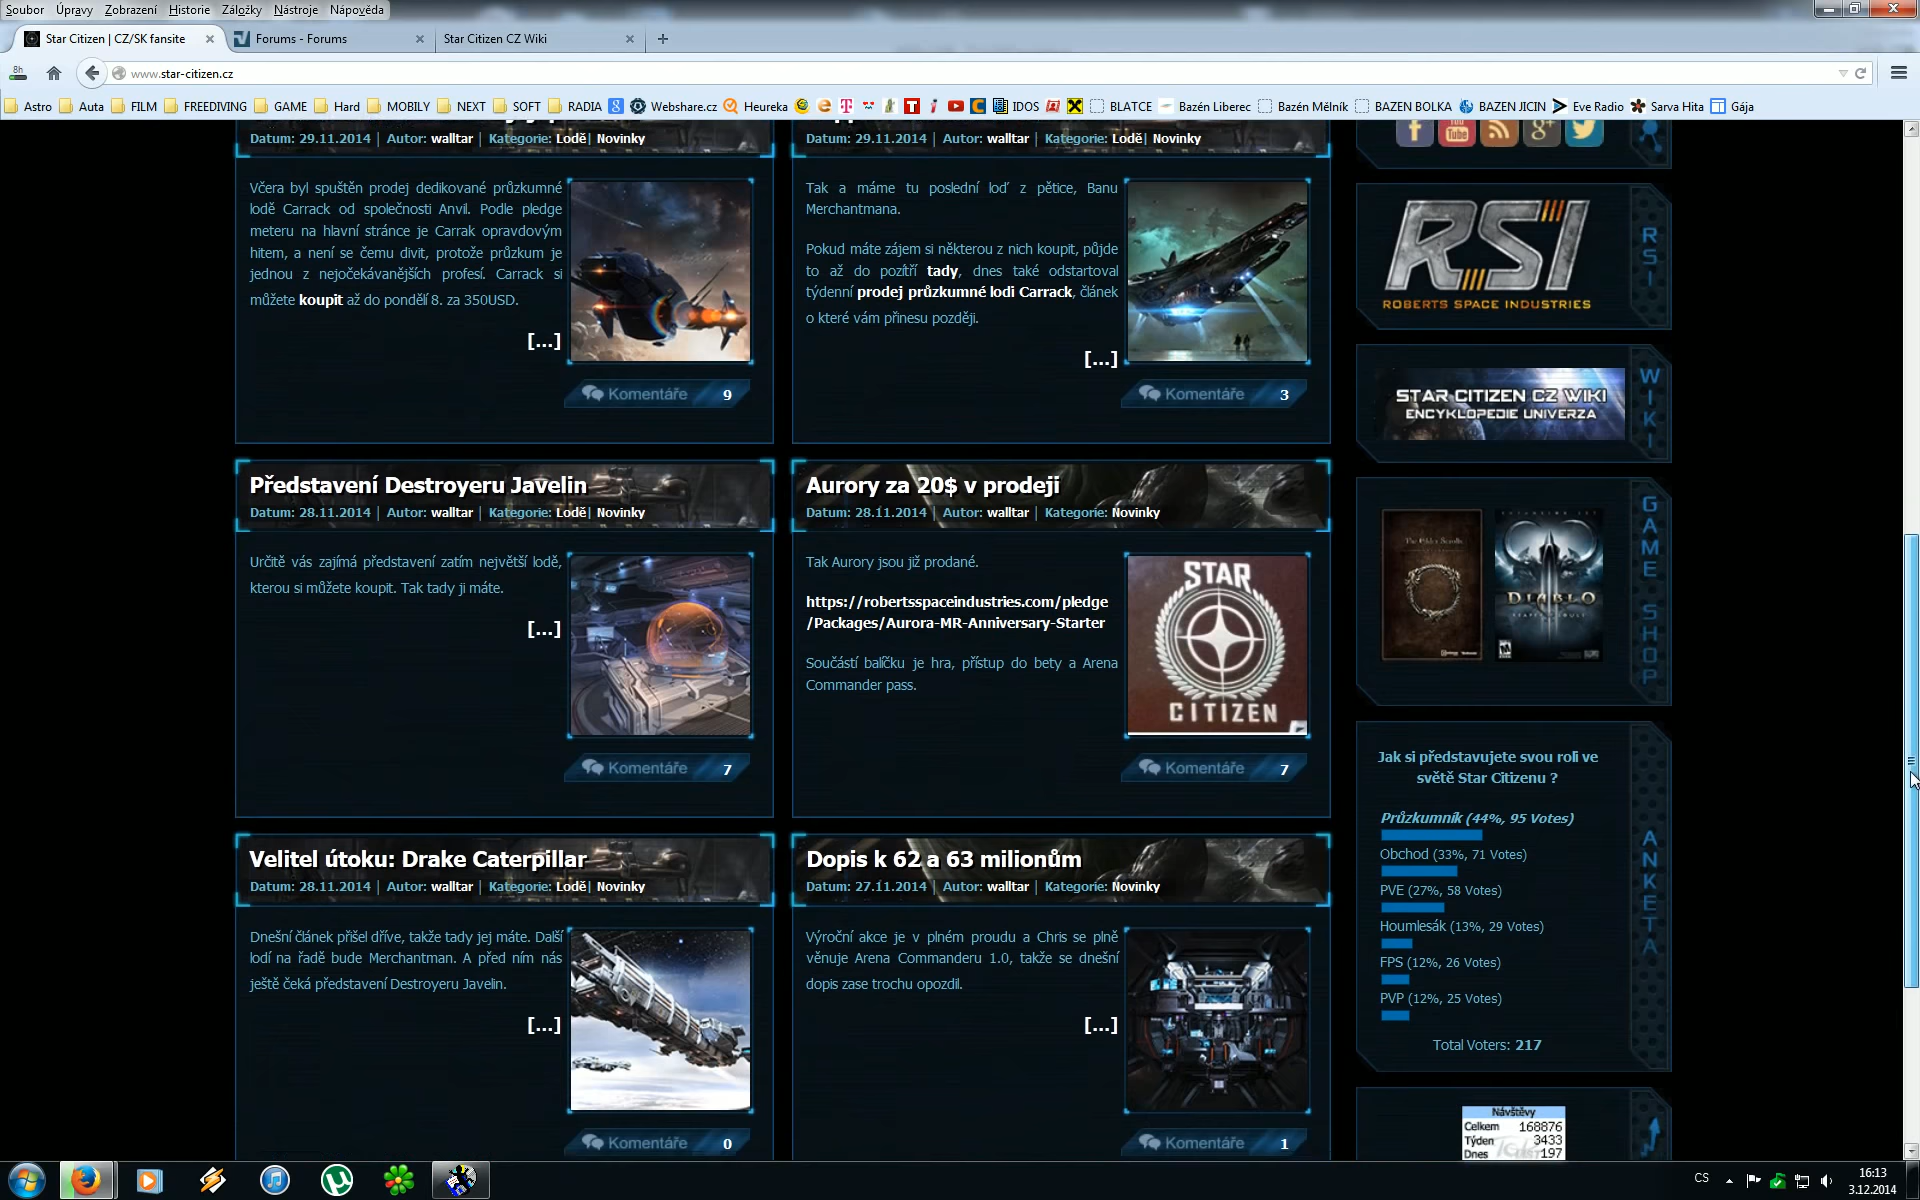 Soubor Úpravy Zobrazení Historie Záložky Nástroje Nápověda
Star Citizen | CZ/SK fansite
Forums - Forums
Star Citizen CZ Wiki
8h
www.star-citizen.cz
Astro Auta FILM FREEDIVING GAME Hard MOBILY NEXT SOFT RADIA Webshare.cz Heureka IDOS BLATCE Bazén Liberec Bazén Mělník BAZEN BOLKA BAZEN JICIN Eve Radio Sarva Hita Gája
Datum: 29.11.2014 | Autor: walltar | Kategorie: Lodě| Novinky
Včera byl spuštěn prodej dedikované průzkumné
lodě Carrack od společnosti Anvil. Podle pledge
meteru na hlavní stránce je Carrak opravdovým
hitem, a není se čemu divit, protože průzkum je
jednou z nejočekávanějších profesí. Carrack si
můžete koupit až do pondělí 8. za 350USD.
[...]
Komentáře 9
Datum: 29.11.2014 | Autor: walltar | Kategorie: Lodě| Novinky
Tak a máme tu poslední loď z pětice, Banu
Merchantmana.
Pokud máte zájem si některou z nich koupit, půjde
to až do pozítří tady, dnes také odstartoval
týdenní prodej průzkumné lodi Carrack, článek
o které vám přinesu později.
[...]
Komentáře 3
Představení Destroyeru Javelin
Datum: 28.11.2014 | Autor: walltar | Kategorie: Lodě| Novinky
Určitě vás zajímá představení zatím největší lodě,
kterou si můžete koupit. Tak tady ji máte.
[...]
Komentáře 7
Aurory za 20$ v prodeji
Datum: 28.11.2014 | Autor: walltar | Kategorie: Novinky
Tak Aurory jsou již prodané.
https://robertsspaceindustries.com/pledge
/Packages/Aurora-MR-Anniversary-Starter
Součástí balíčku je hra, přístup do bety a Arena
Commander pass.
STAR
CITIZEN
Komentáře 7
Velitel útoku: Drake Caterpillar
Datum: 28.11.2014 | Autor: walltar | Kategorie: Lodě| Novinky
Dnešní článek přišel dříve, takže tady jej máte. Další
lodí na řadě bude Merchantman. A před ním nás
ještě čeká představení Destroyeru Javelin.
[...]
Komentáře 0
Dopis k 62 a 63 milionům
Datum: 27.11.2014 | Autor: walltar | Kategorie: Novinky
Výroční akce je v plném proudu a Chris se plně
věnuje Arena Commanderu 1.0, takže se dnešní
dopis zase trochu opozdil.
[...]
Komentáře 1
You
Tube
RSI
ROBERTS SPACE INDUSTRIES
RSI
STAR CITIZEN CZ WIKI
ENCYKLOPEDIE UNIVERZA
WIKI
The Elder Scrolls
DIABLO
GAME SHOP
Jak si představujete svou roli ve
světě Star Citizenu ?
Průzkumník (44%, 95 Votes)
Obchod (33%, 71 Votes)
PVE (27%, 58 Votes)
Houmlesák (13%, 29 Votes)
FPS (12%, 26 Votes)
PVP (12%, 25 Votes)
Total Voters: 217
ANKETA
Návštěvy
Celkem 168876
Týden 3433
Dnes 197
CS
16:13
3.12.2014